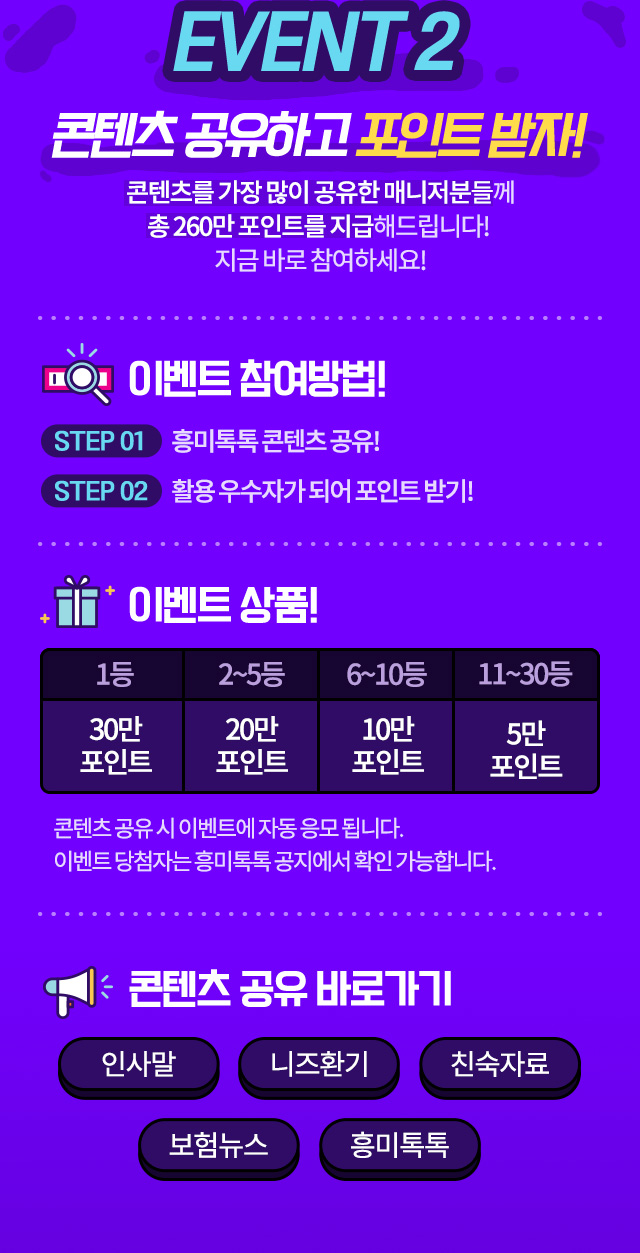 EVENT 2
콘텐츠 공유하고 포인트 받자!
콘텐츠를 가장 많이 공유한 매니저분들께
총 260만 포인트를 지급해드립니다!
지금 바로 참여하세요!
이벤트 참여방법!
STEP 01 흥미톡톡 콘텐츠 공유!
STEP 02 활용 우수자가 되어 포인트 받기!
이벤트 상품!
1등 2~5등 6~10등 11~30등
30만 20만 10만 5만
포인트 포인트 포인트 포인트
콘텐츠 공유 시 이벤트에 자동 응모 됩니다.
이벤트 당첨자는 흥미톡톡 공지에서 확인 가능합니다.
콘텐츠 공유 바로가기
인사말 니즈환기 친숙자료
보험뉴스 흥미톡톡